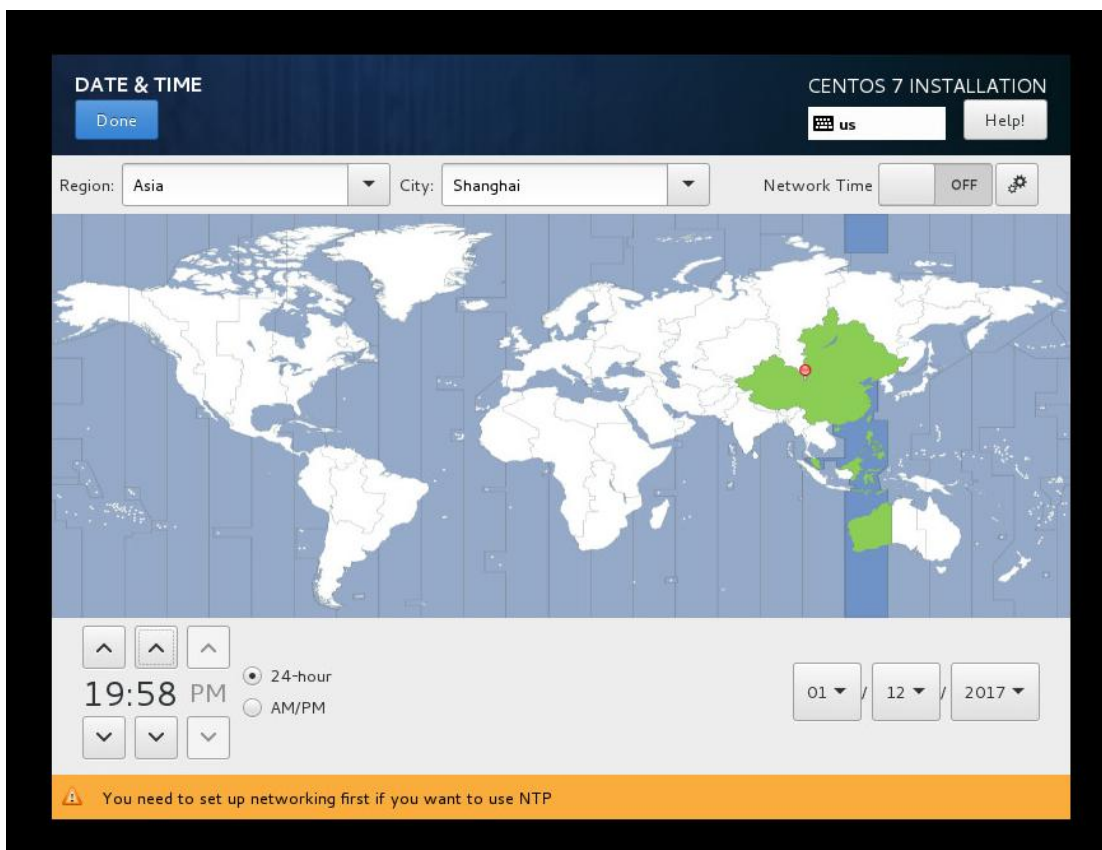 DATE & TIME
CENTOS 7 INSTALLATION
Done
us
Help!
Region: Asia City: Shanghai Network Time OFF
19:58 PM
24-hour
AM/PM
01 / 12 / 2017
You need to set up networking first if you want to use NTP